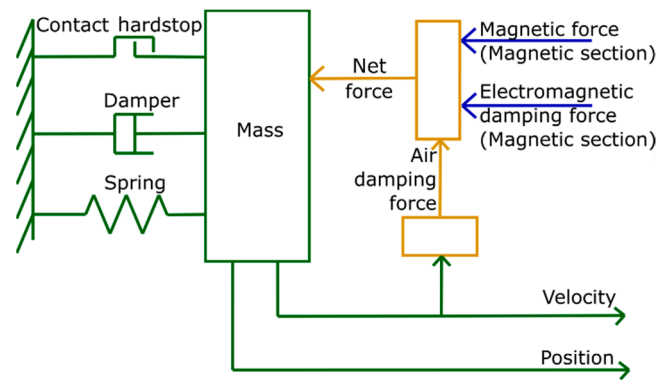 Contact hardstop
Damper
Spring
Mass
Net
force
Magnetic force
(Magnetic section)
Electromagnetic
damping force
(Magnetic section)
Air
damping
force
Velocity
Position